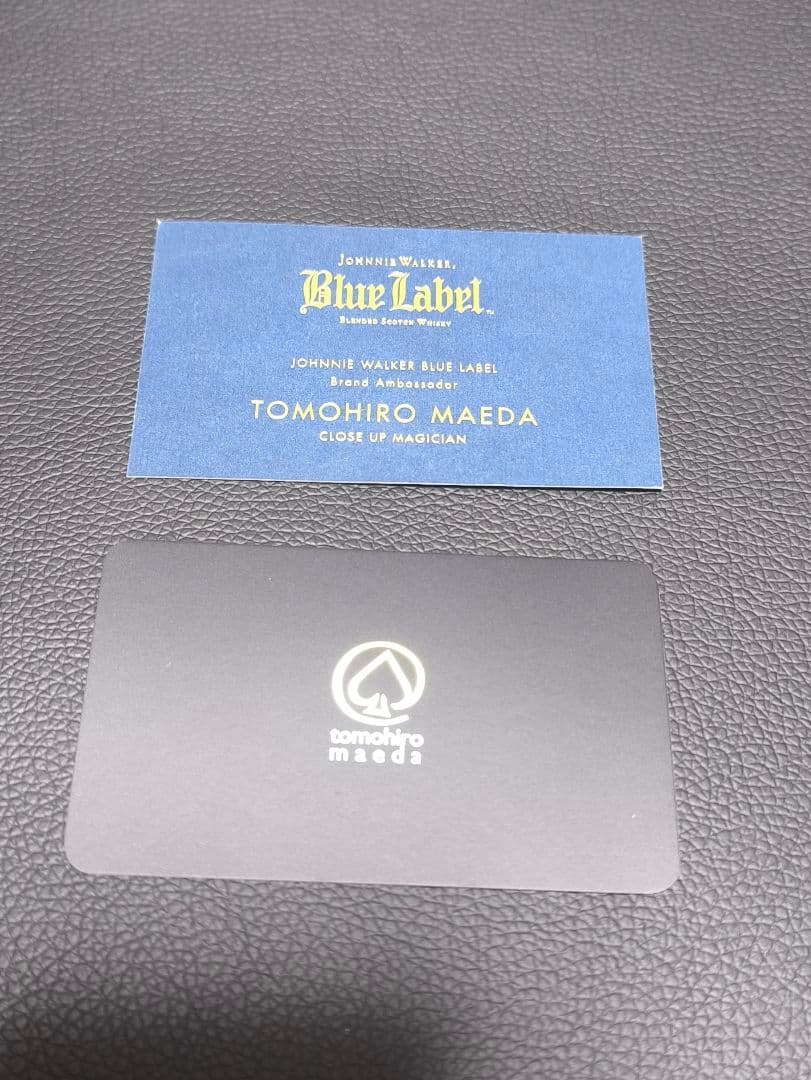 JOHNNIE WALKER.
Blue Label™
BLENDED SCOTCH WHISKY
JOHNNIE WALKER BLUE LABEL
Brand Ambassador
TOMOHIRO MAEDA
CLOSE UP MAGICIAN
tomohiro
maeda